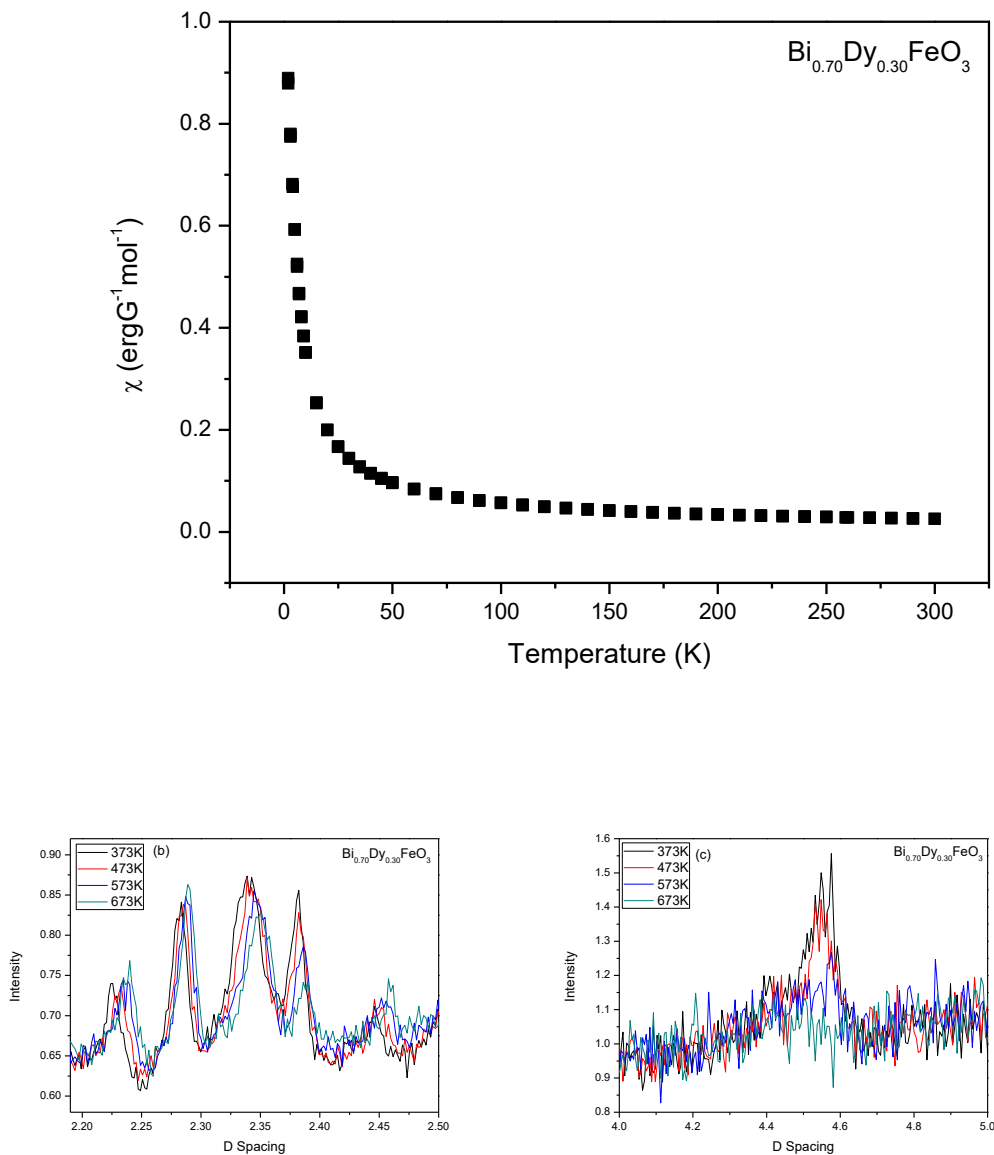 Bi0.70Dy0.30FeO3
1.0
0.8
0.6
0.4
0.2
0.0
χ (ergG-1mol-1)
0 50 100 150 200 250 300
Temperature (K)
373K
473K
573K
673K
(b)
Bi0.70Dy0.30FeO3
0.90
0.85
0.80
0.75
0.70
0.65
0.60
Intensity
2.20 2.25 2.30 2.35 2.40 2.45 2.50
D Spacing
373K
473K
573K
673K
(c)
Bi0.70Dy0.30FeO3
1.6
1.5
1.4
1.3
1.2
1.1
1.0
0.9
0.8
Intensity
4.0 4.2 4.4 4.6 4.8 5.0
D Spacing